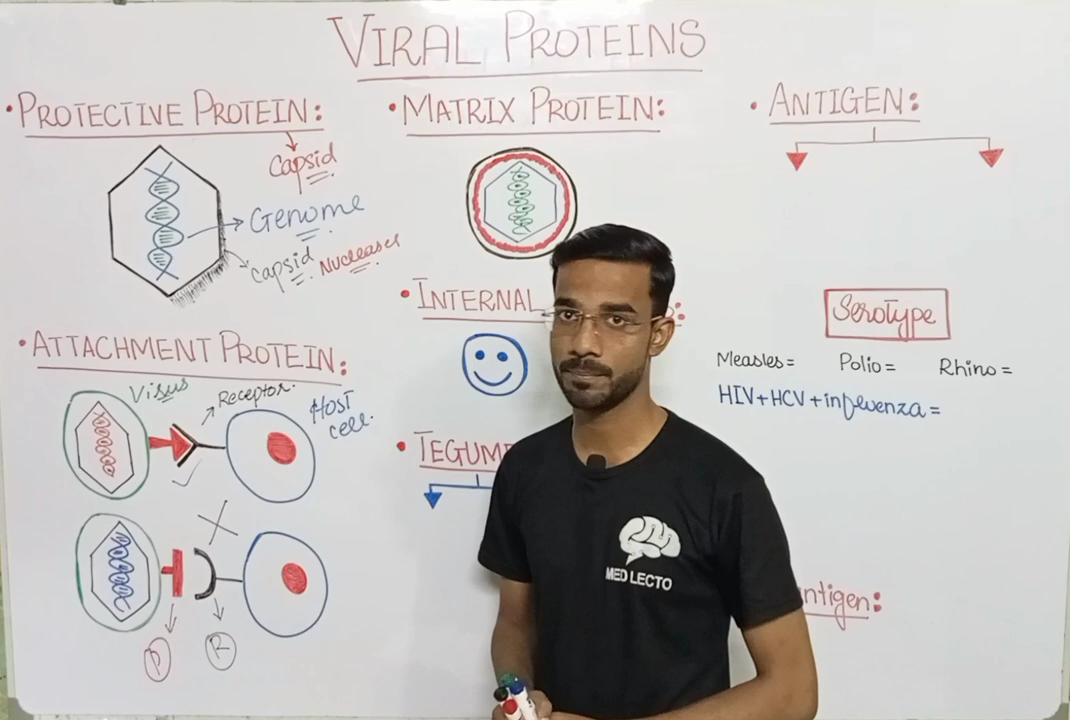 VIRAL PROTEINS
• PROTECTIVE PROTEIN:
Capsid
Genome
Capsid Nucleases
• ATTACHMENT PROTEIN:
Virus
Receptor.
HOST
cell.
P
R
• MATRIX PROTEIN:
• INTERNAL
• TEGUM
• ANTIGEN:
Serotype
Measles= Polio= Rhino=
HIV+HCV+influenza=
ntigen:
MED LECTO